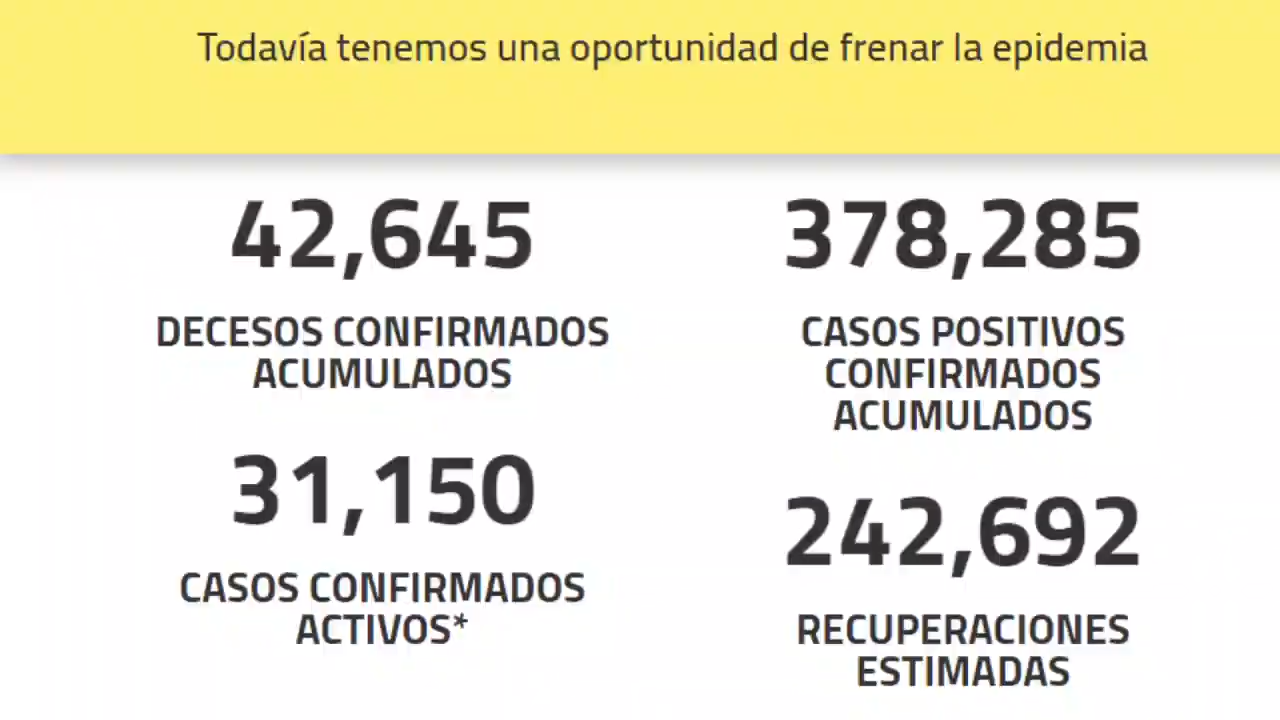 Todavía tenemos una oportunidad de frenar la epidemia
42,645
DECESOS CONFIRMADOS
ACUMULADOS
378,285
CASOS POSITIVOS
CONFIRMADOS
ACUMULADOS
31,150
CASOS CONFIRMADOS
ACTIVOS*
242,692
RECUPERACIONES
ESTIMADAS